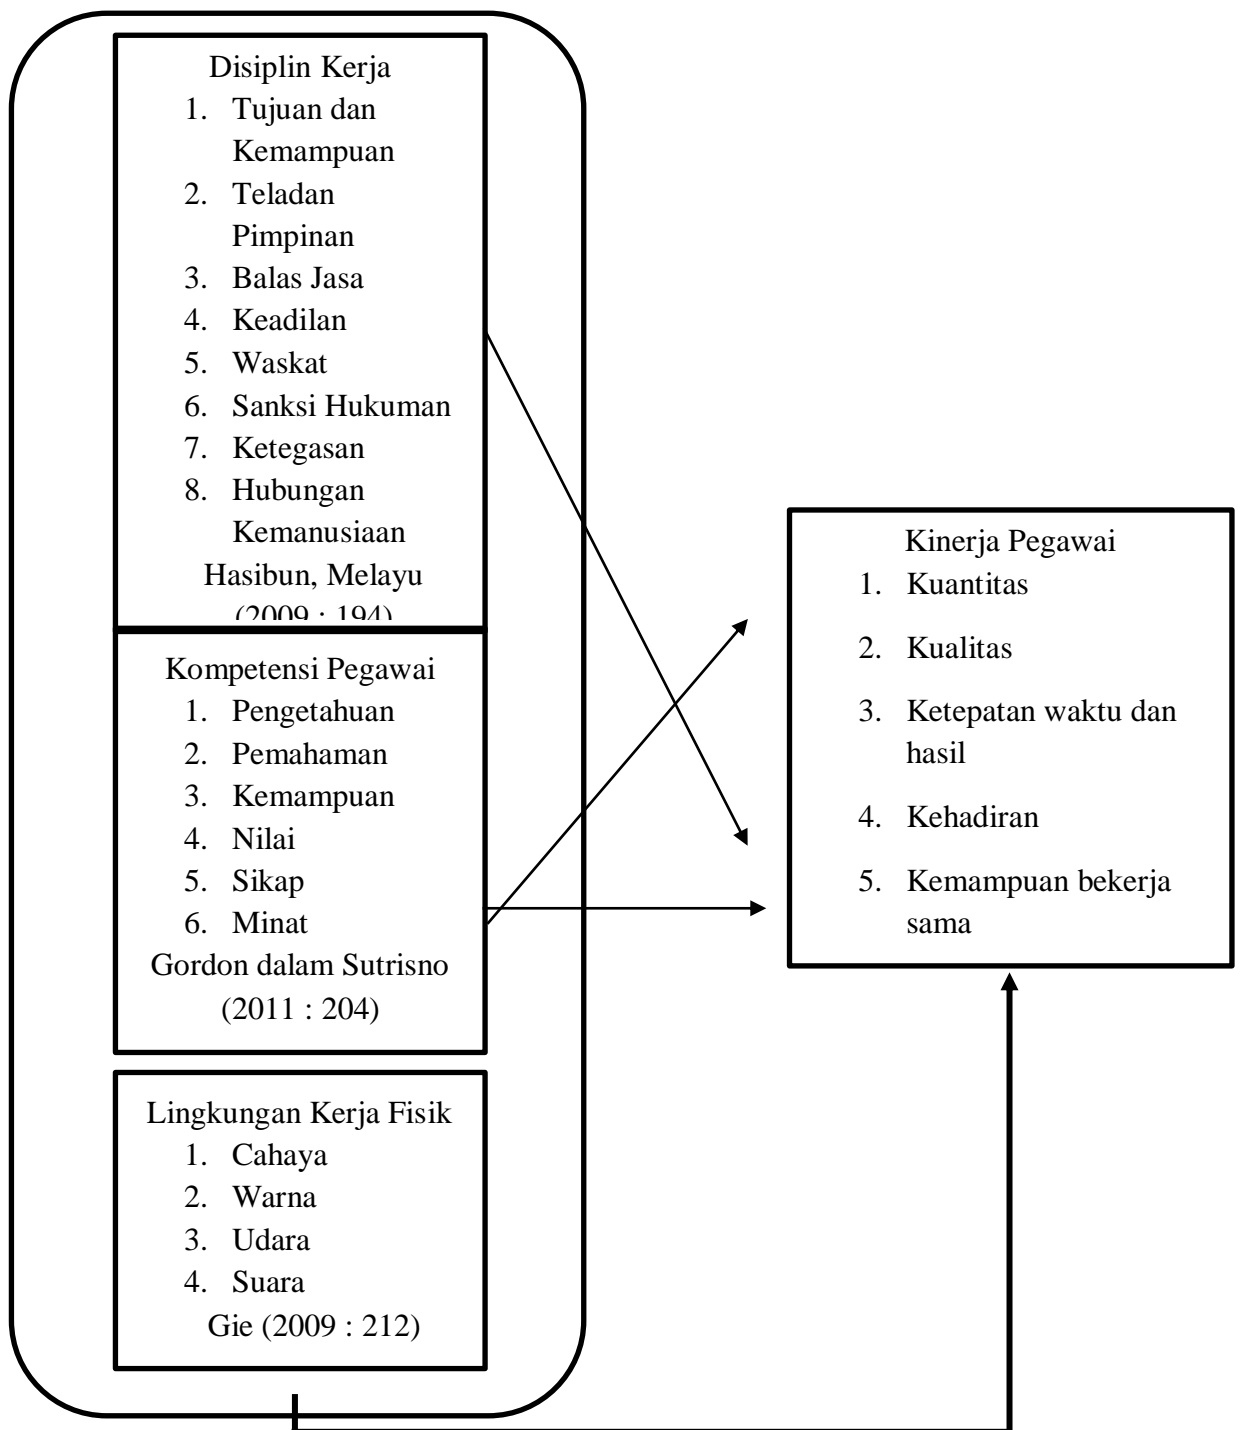 Disiplin Kerja
1. Tujuan dan
Kemampuan
2. Teladan
Pimpinan
3. Balas Jasa
4. Keadilan
5. Waskat
6. Sanksi Hukuman
7. Ketegasan
8. Hubungan
Kemanusiaan
Hasibun, Melayu
(2009 : 194)
Kompetensi Pegawai
1. Pengetahuan
2. Pemahaman
3. Kemampuan
4. Nilai
5. Sikap
6. Minat
Gordon dalam Sutrisno
(2011 : 204)
Lingkungan Kerja Fisik
1. Cahaya
2. Warna
3. Udara
4. Suara
Gie (2009 : 212)
Kinerja Pegawai
1. Kuantitas
2. Kualitas
3. Ketepatan waktu dan
hasil
4. Kehadiran
5. Kemampuan bekerja
sama